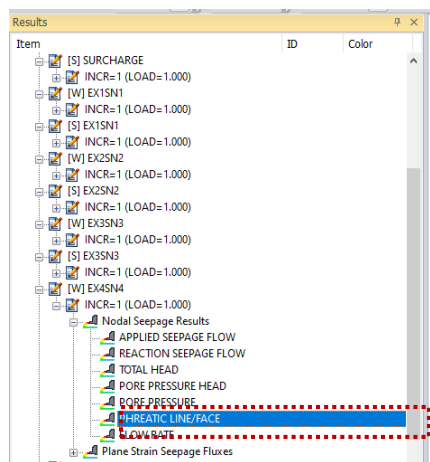 Results
Item ID Color
[S] SURCHARGE
INCR=1 (LOAD=1.000)
[W] EX1SN1
INCR=1 (LOAD=1.000)
[S] EX1SN1
INCR=1 (LOAD=1.000)
[W] EX2SN2
INCR=1 (LOAD=1.000)
[S] EX2SN2
INCR=1 (LOAD=1.000)
[W] EX3SN3
INCR=1 (LOAD=1.000)
[S] EX3SN3
INCR=1 (LOAD=1.000)
[W] EX4SN4
INCR=1 (LOAD=1.000)
Nodal Seepage Results
APPLIED SEEPAGE FLOW
REACTION SEEPAGE FLOW
TOTAL HEAD
PORE PRESSURE HEAD
PORE PRESSURE
PHREATIC LINE/FACE
FLOW RATE
Plane Strain Seepage Fluxes